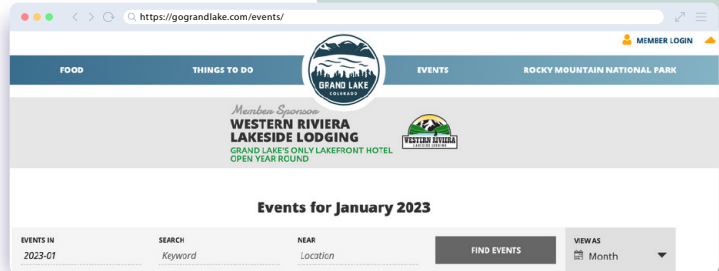 https://gograndlake.com/events/
MEMBER LOGIN
FOOD
THINGS TO DO
GRAND LAKE
COLORADO
EVENTS
ROCKY MOUNTAIN NATIONAL PARK
Member Sponsor
WESTERN RIVIERA
LAKESIDE LODGING
GRAND LAKE'S ONLY LAKEFRONT HOTEL
OPEN YEAR ROUND
WESTERN RIVIERA
LAKESIDE LODGING
Events for January 2023
EVENTS IN
2023-01
SEARCH
Keyword
NEAR
Location
FIND EVENTS
VIEW AS
Month